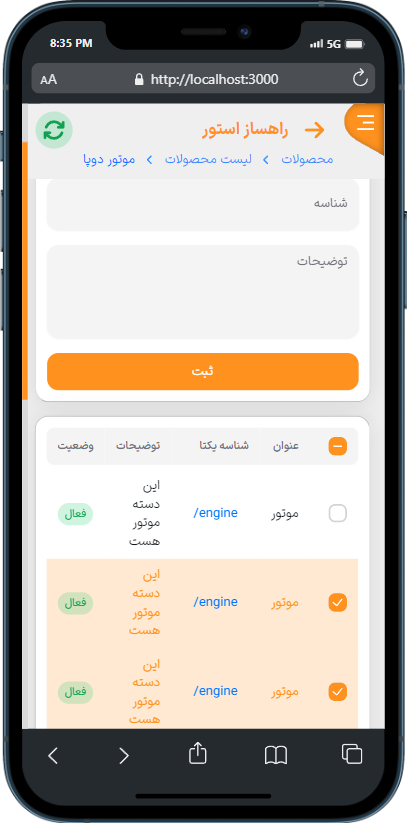 8:35 PM 5G
AA http://localhost:3000
راهساز استور
محصولات لیست محصولات موتور دوپا
شناسه
توضیحات
ثبت
عنوان شناسه یکتا توضیحات وضعیت
موتور /engine این دسته موتور هست فعال
موتور /engine این دسته موتور هست فعال
موتور /engine این دسته موتور هست فعال